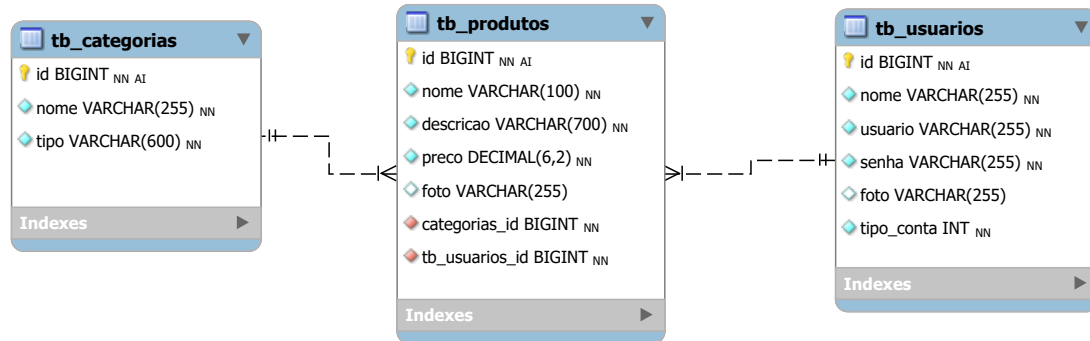 tb_categorias
id BIGINT NN AI
nome VARCHAR(255) NN
tipo VARCHAR(600) NN
Indexes
tb_produtos
id BIGINT NN AI
nome VARCHAR(100) NN
descricao VARCHAR(700) NN
preco DECIMAL(6,2) NN
foto VARCHAR(255)
categorias_id BIGINT NN
tb_usuarios_id BIGINT NN
Indexes
tb_usuarios
id BIGINT NN AI
nome VARCHAR(255) NN
usuario VARCHAR(255) NN
senha VARCHAR(255) NN
foto VARCHAR(255)
tipo_conta INT NN
Indexes